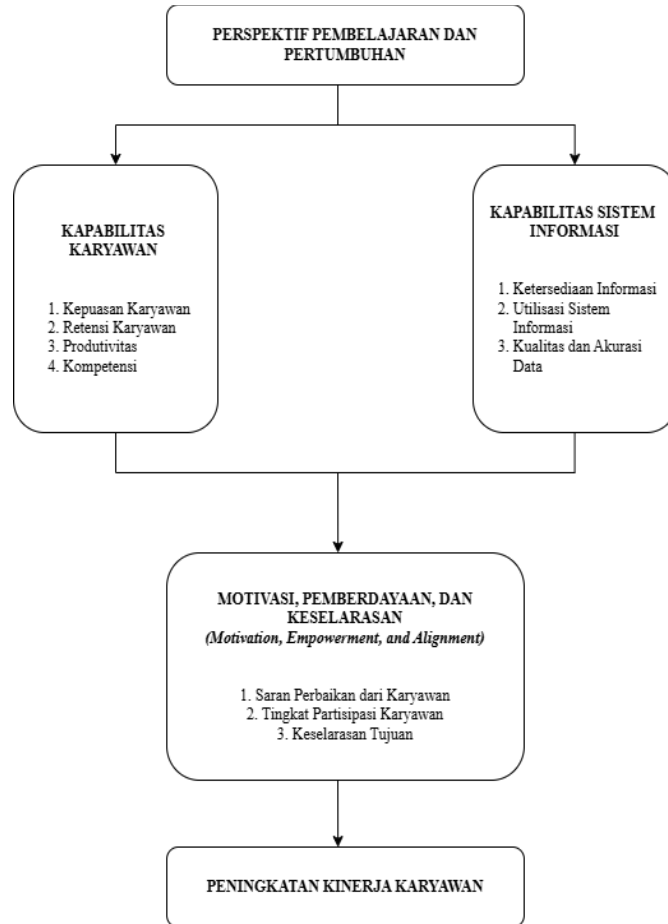 PERSPEKTIF PEMBELAJARAN DAN
PERTUMBUHAN
KAPABILITAS
KARYAWAN
1. Kepuasan Karyawan
2. Retensi Karyawan
3. Produtivitas
4. Kompetensi
KAPABILITAS SISTEM
INFORMASI
1. Ketersediaan Informasi
2. Utilisasi Sistem
Informasi
3. Kualitas dan Akurasi
Data
MOTIVASI, PEMBERDAYAAN, DAN
KESELARASAN
(Motivation, Empowerment, and Alignment)
1. Saran Perbaikan dari Karyawan
2. Tingkat Partisipasi Karyawan
3. Keselarasan Tujuan
PENINGKATAN KINERJA KARYAWAN